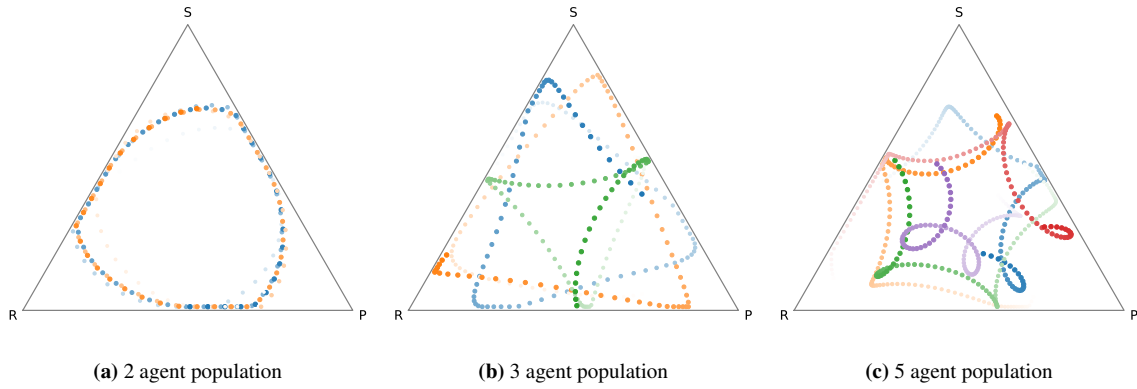 S
R
P
(a) 2 agent population
S
R
P
(b) 3 agent population
S
R
P
(c) 5 agent population